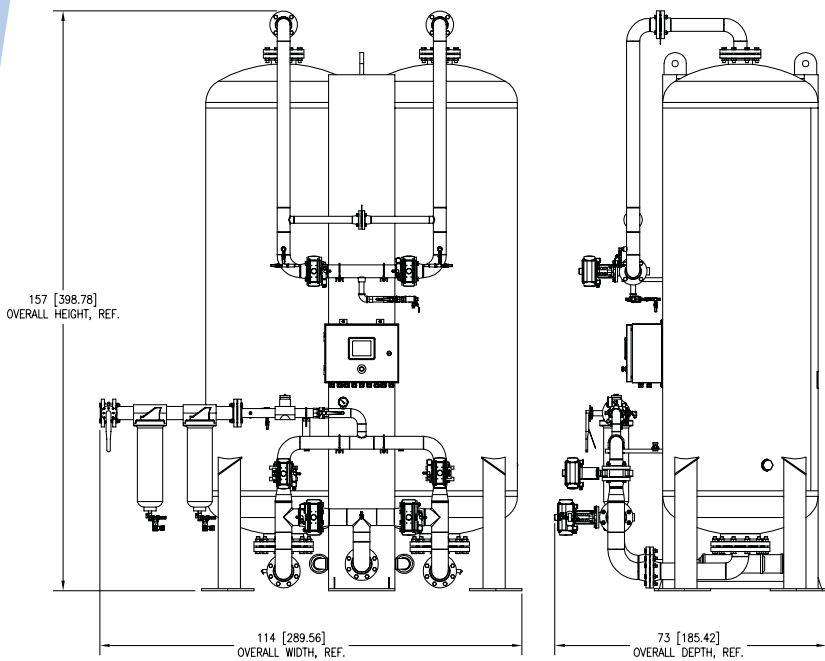 157 [398.78]
OVERALL HEIGHT, REF.
114 [289.56]
OVERALL WIDTH, REF.
73 [185.42]
OVERALL DEPTH, REF.